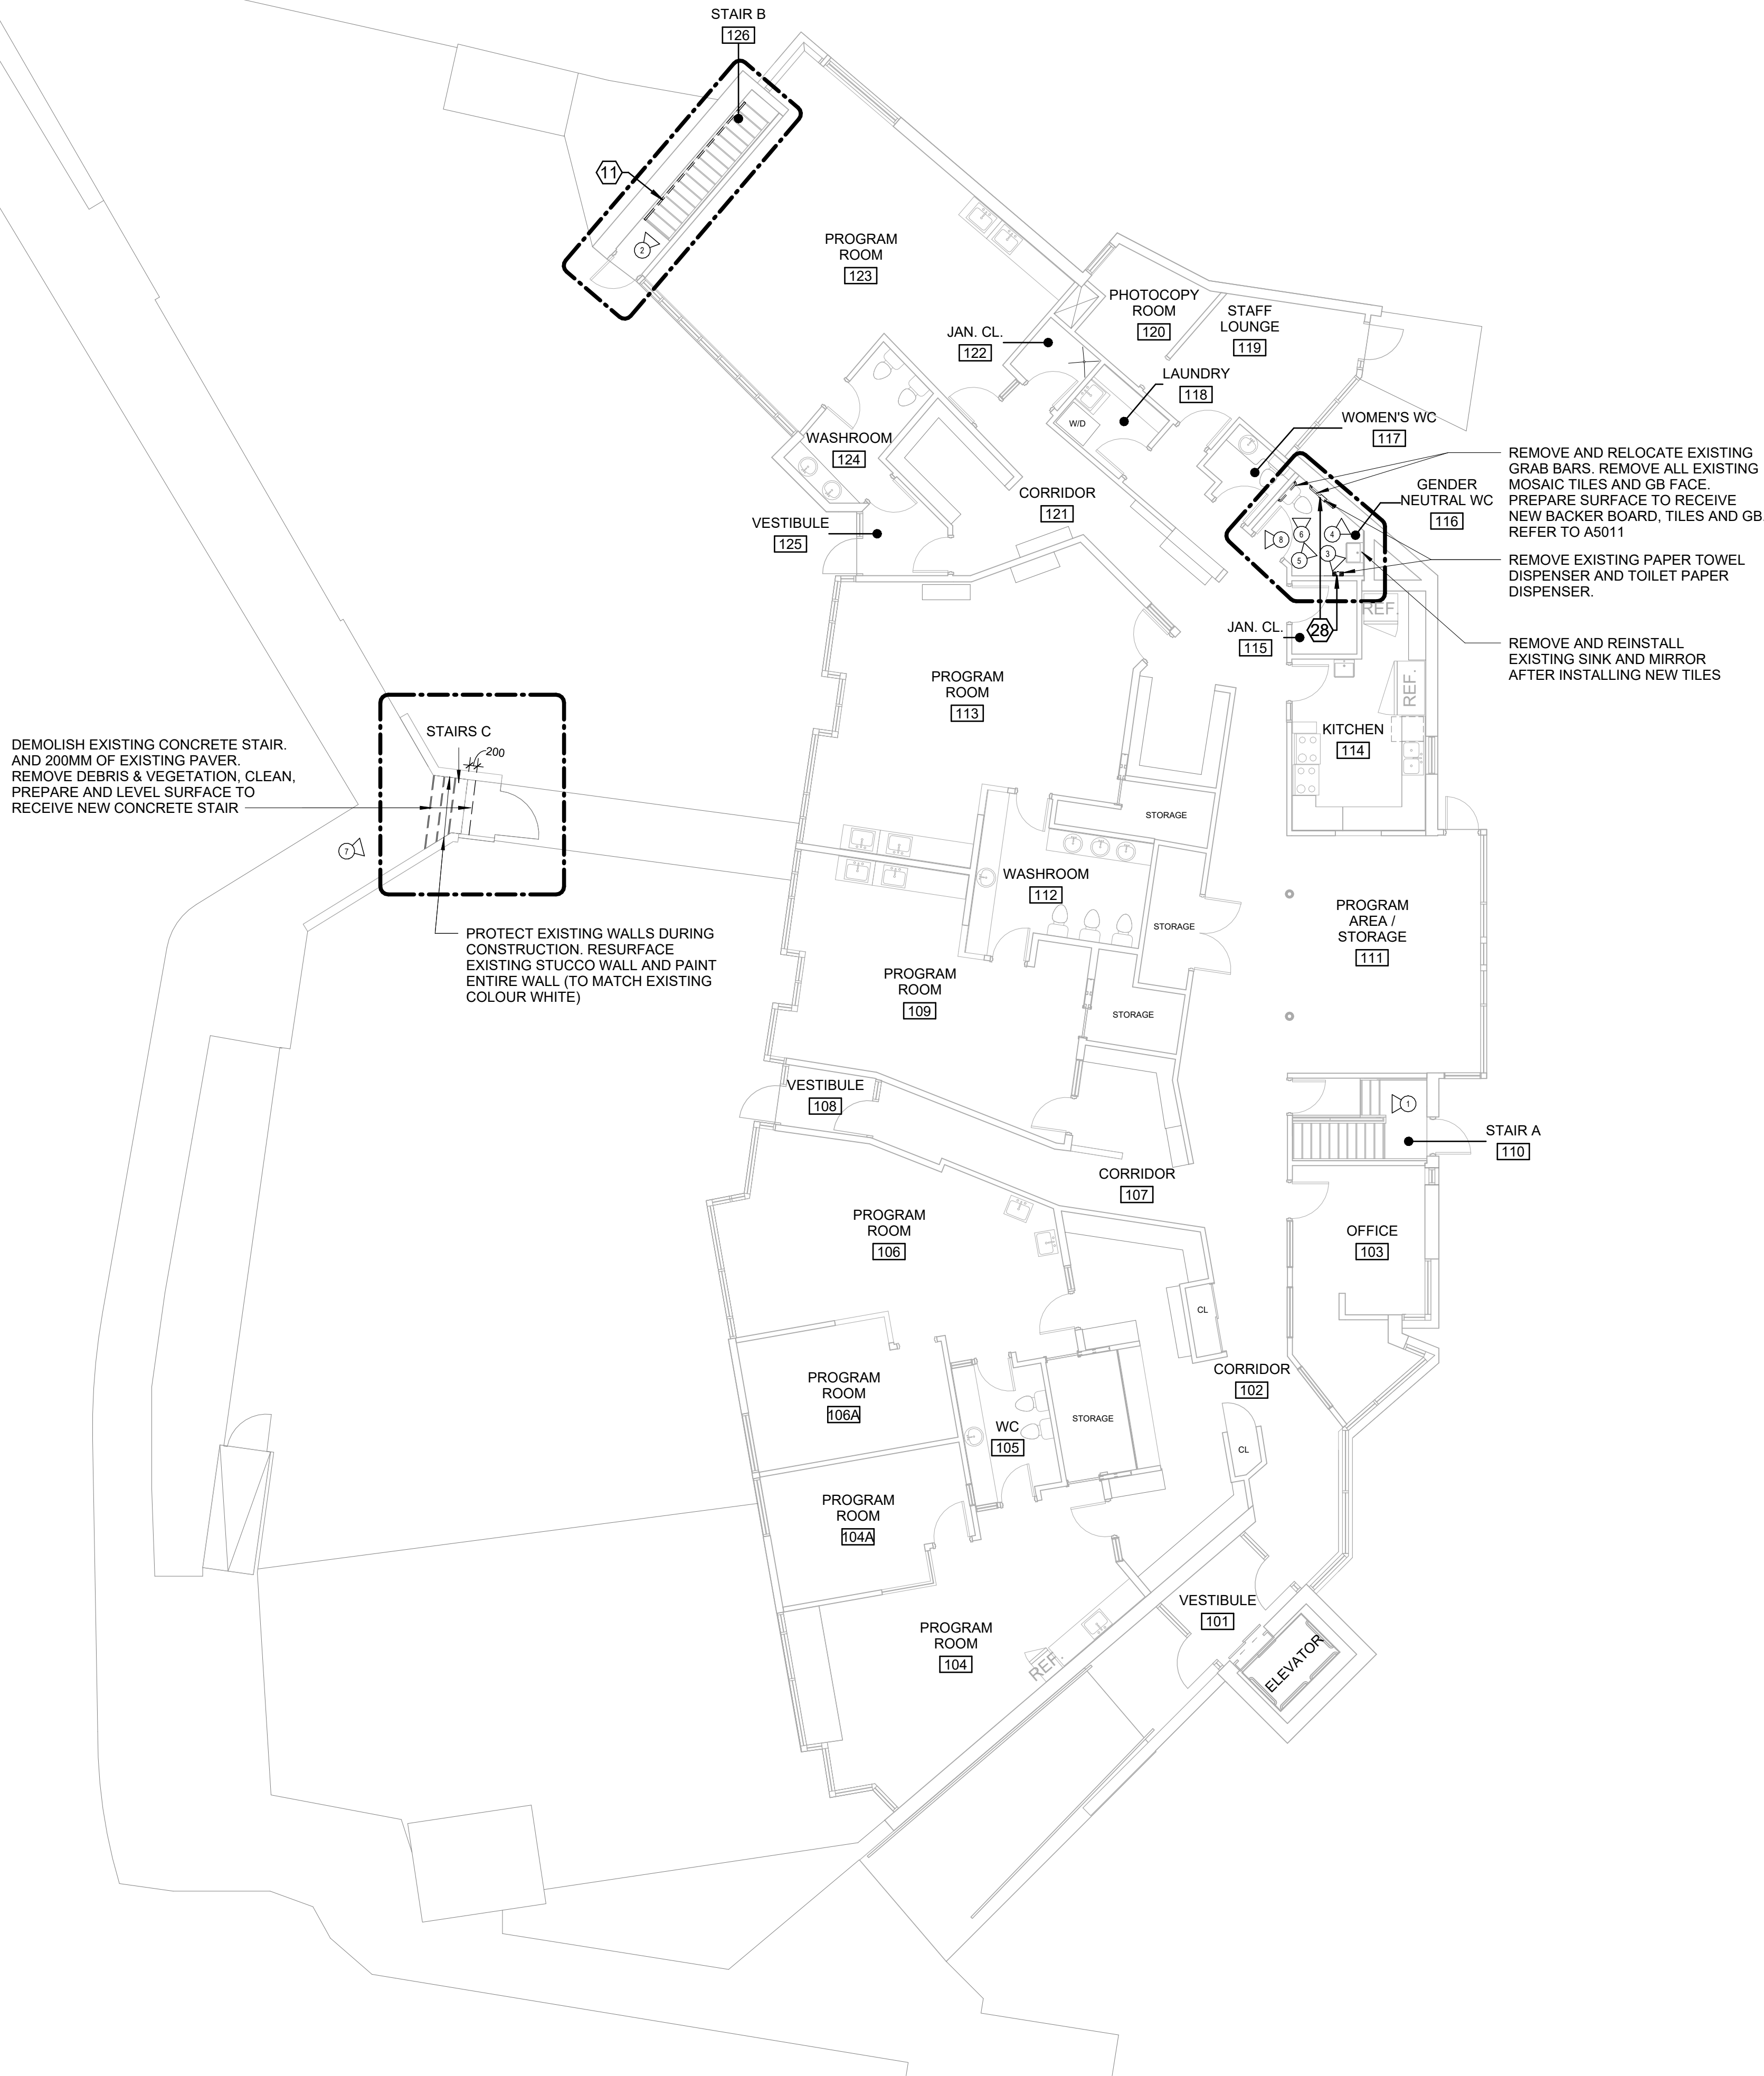 STAIR B
126
11
2
PROGRAM
ROOM
123
PHOTOCOPY
ROOM
120
STAFF
LOUNGE
119
JAN. CL.
122
LAUNDRY
118
W/D
WOMEN'S WC
117
WASHROOM
124
GENDER
NEUTRAL WC
116
REMOVE AND RELOCATE EXISTING
GRAB BARS. REMOVE ALL EXISTING
MOSAIC TILES AND GB FACE.
PREPARE SURFACE TO RECEIVE
NEW BACKER BOARD, TILES AND GB
REFER TO A5011
CORRIDOR
121
VESTIBULE
125
8
6
4
5
3
REMOVE EXISTING PAPER TOWEL
DISPENSER AND TOILET PAPER
DISPENSER.
REF.
JAN. CL.
115
28
REMOVE AND REINSTALL
EXISTING SINK AND MIRROR
AFTER INSTALLING NEW TILES
REF.
PROGRAM
ROOM
113
KITCHEN
114
STAIRS C
200
DEMOLISH EXISTING CONCRETE STAIR.
AND 200MM OF EXISTING PAVER.
REMOVE DEBRIS & VEGETATION, CLEAN,
PREPARE AND LEVEL SURFACE TO
RECEIVE NEW CONCRETE STAIR
7
STORAGE
WASHROOM
112
PROTECT EXISTING WALLS DURING
CONSTRUCTION. RESURFACE
EXISTING STUCCO WALL AND PAINT
ENTIRE WALL (TO MATCH EXISTING
COLOUR WHITE)
STORAGE
PROGRAM
AREA /
STORAGE
111
PROGRAM
ROOM
109
STORAGE
VESTIBULE
108
1
STAIR A
110
CORRIDOR
107
PROGRAM
ROOM
106
OFFICE
103
CL
PROGRAM
ROOM
106A
CORRIDOR
102
WC
105
STORAGE
CL
PROGRAM
ROOM
104A
VESTIBULE
101
PROGRAM
ROOM
104
REF.
ELEVATOR